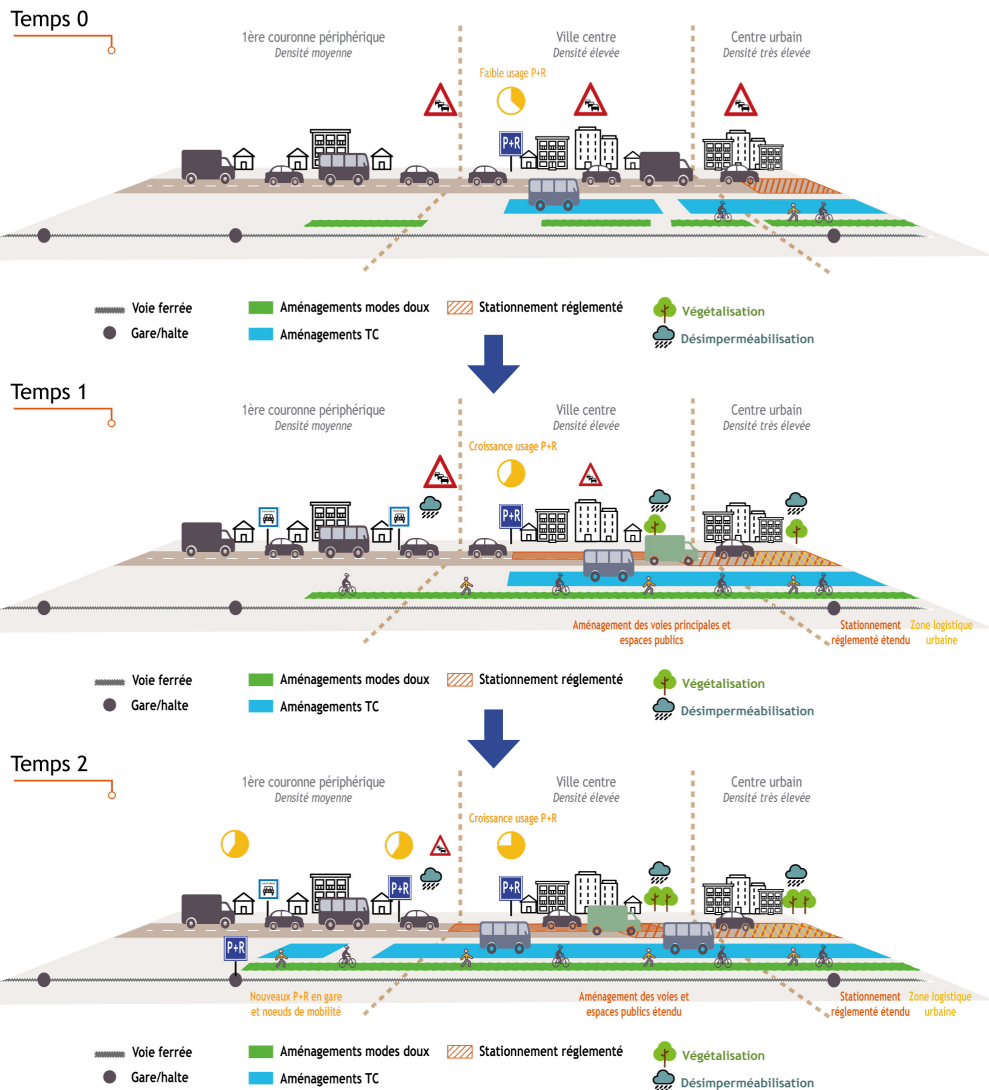 Temps 0
1ère couronne périphérique
Densité moyenne
Ville centre
Densité élevée
Centre urbain
Densité très élevée
Faible usage P+R
P+R
Voie ferrée
Aménagements modes doux
Stationnement réglementé
Végétalisation
Gare/halte
Aménagements TC
Désimperméabilisation
Temps 1
1ère couronne périphérique
Densité moyenne
Ville centre
Densité élevée
Centre urbain
Densité très élevée
Croissance usage P+R
P+R
Aménagement des voies principales et
espaces publics
Stationnement
réglementé étendu
Zone logistique
urbaine
Voie ferrée
Aménagements modes doux
Stationnement réglementé
Végétalisation
Gare/halte
Aménagements TC
Désimperméabilisation
Temps 2
1ère couronne périphérique
Densité moyenne
Ville centre
Densité élevée
Centre urbain
Densité très élevée
Croissance usage P+R
P+R
P+R
P+R
Nouveaux P+R en gare
et noeuds de mobilité
Aménagement des voies et
espaces publics étendu
Stationnement
réglementé étendu
Zone logistique
urbaine
Voie ferrée
Aménagements modes doux
Stationnement réglementé
Végétalisation
Gare/halte
Aménagements TC
Désimperméabilisation